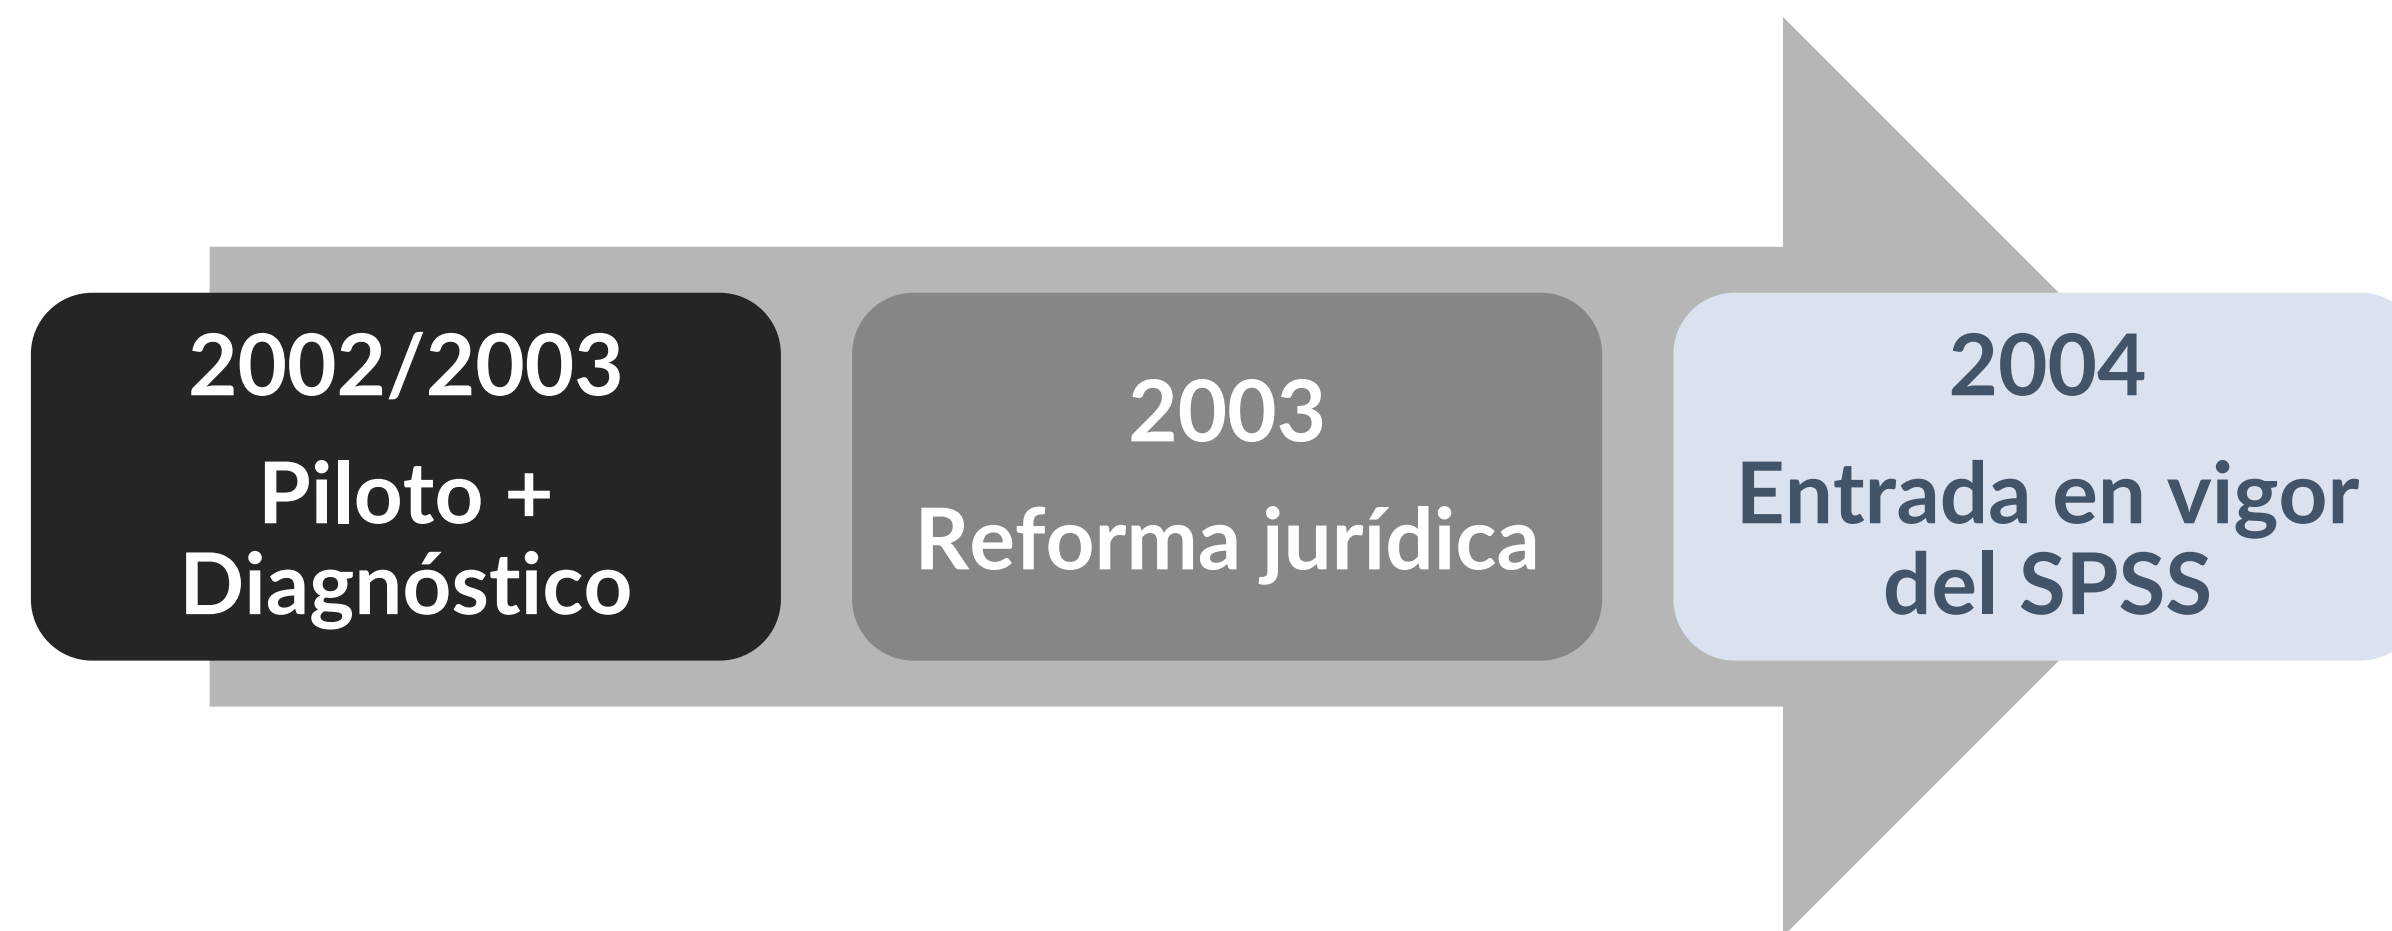 2002/2003
Piloto +
Diagnóstico
2003
Reforma jurídica
2004
Entrada en vigor
del SPSS